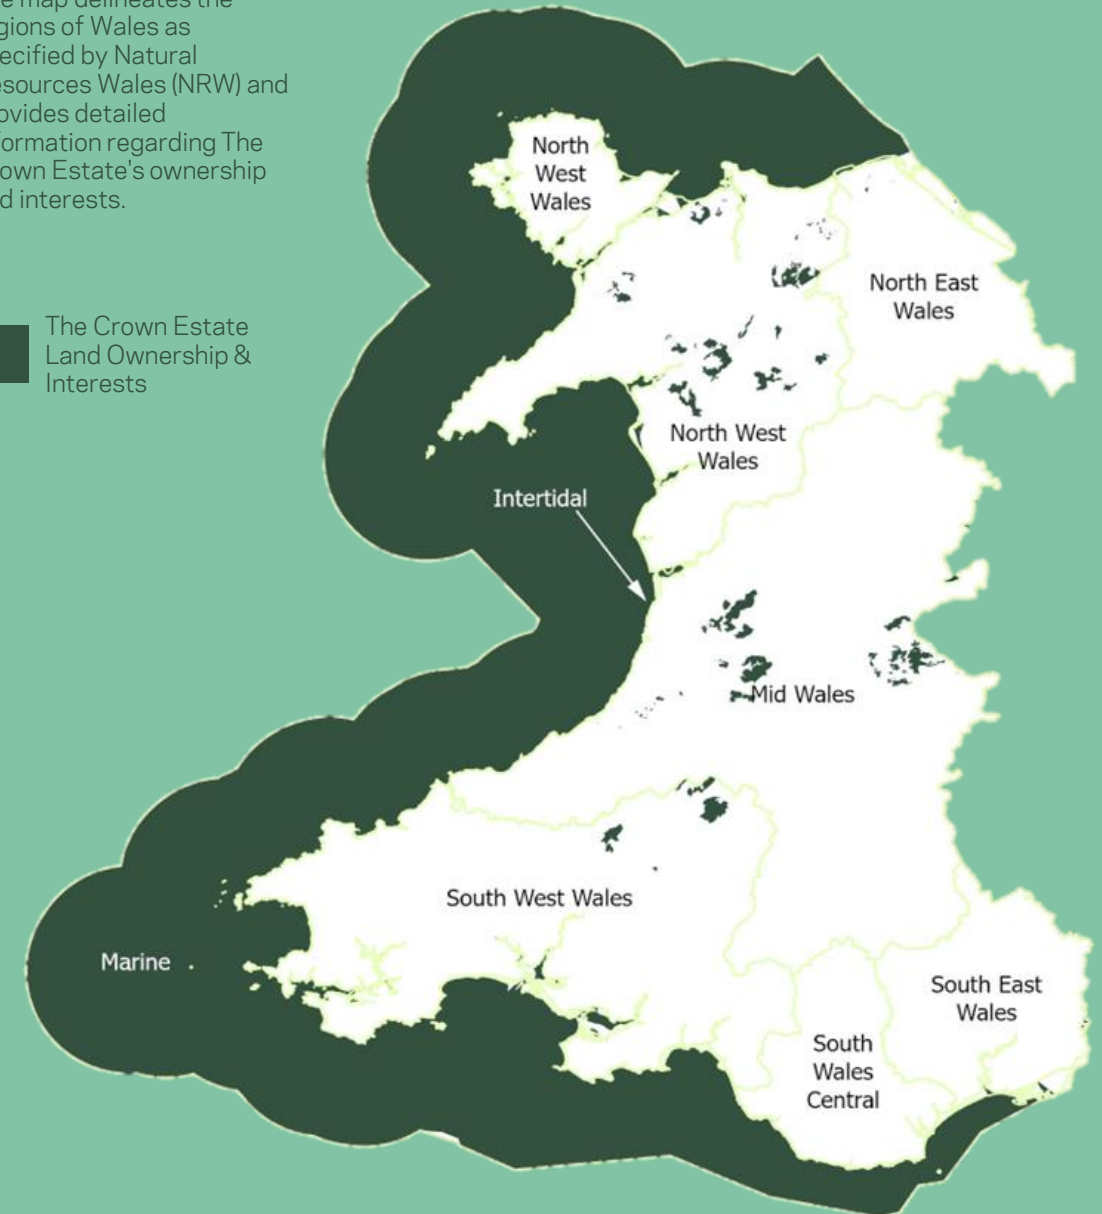 e map delineates the
gions of Wales as
ecified by Natural
esources Wales (NRW) and
ovides detailed
formation regarding The
own Estate's ownership
d interests.
The Crown Estate
Land Ownership &
Interests
North
West
Wales
North East
Wales
North West
Wales
Intertidal
Mid Wales
South West Wales
Marine
South East
Wales
South
Wales
Central